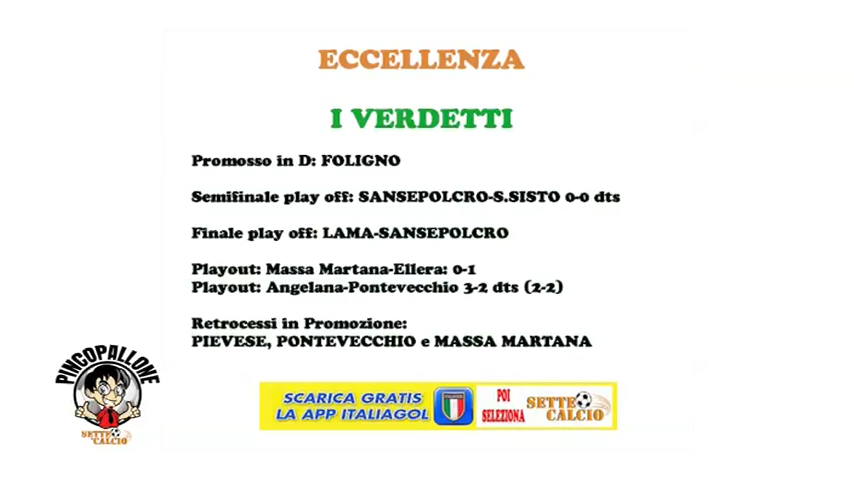 ECCELLENZA
I VERDETTI
Promosso in D: FOLIGNO
Semifinale play off: SANSEPOLCRO-S.SISTO 0-0 dts
Finale play off: LAMA-SANSEPOLCRO
Playout: Massa Martana-Ellera: 0-1
Playout: Angelana-Pontevecchio 3-2 dts (2-2)
Retrocessi in Promozione:
PIEVESE, PONTEVECCHIO e MASSA MARTANA
PINCOPALLONE
SETTE
CALCIO
SCARICA GRATIS
LA APP ITALIAGOL
POI
SELEZIONA
SETTE
CALCIO